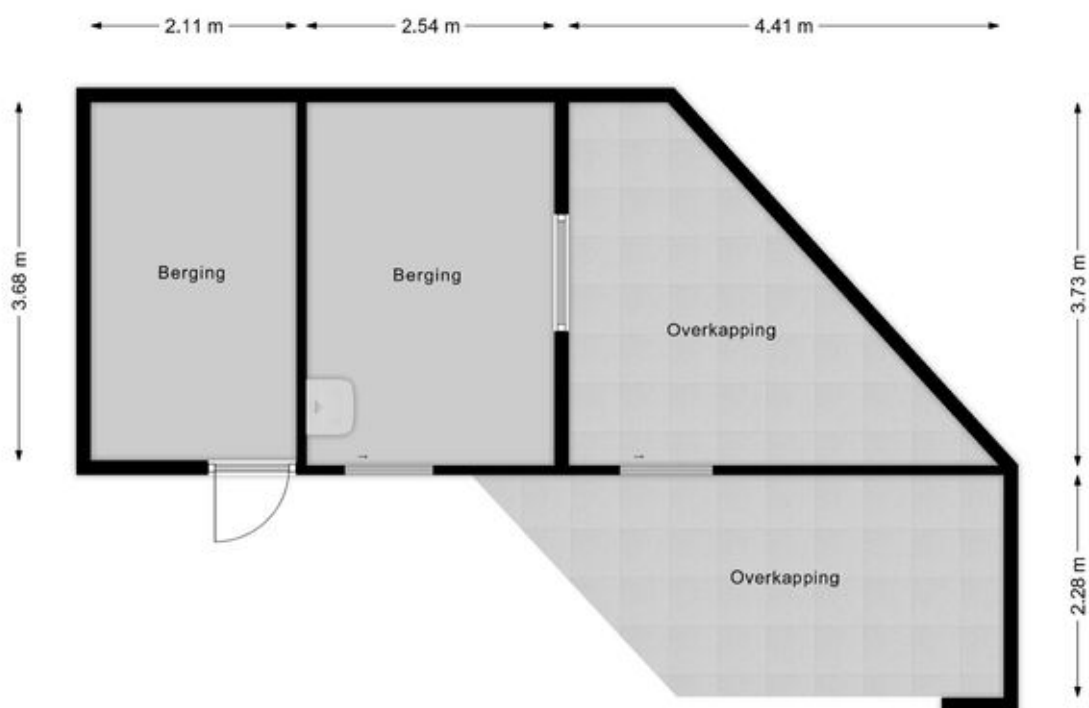 2.11 m
2.54 m
4.41 m
3.68 m
3.73 m
Berging
Berging
Overkapping
Overkapping
2.28 m